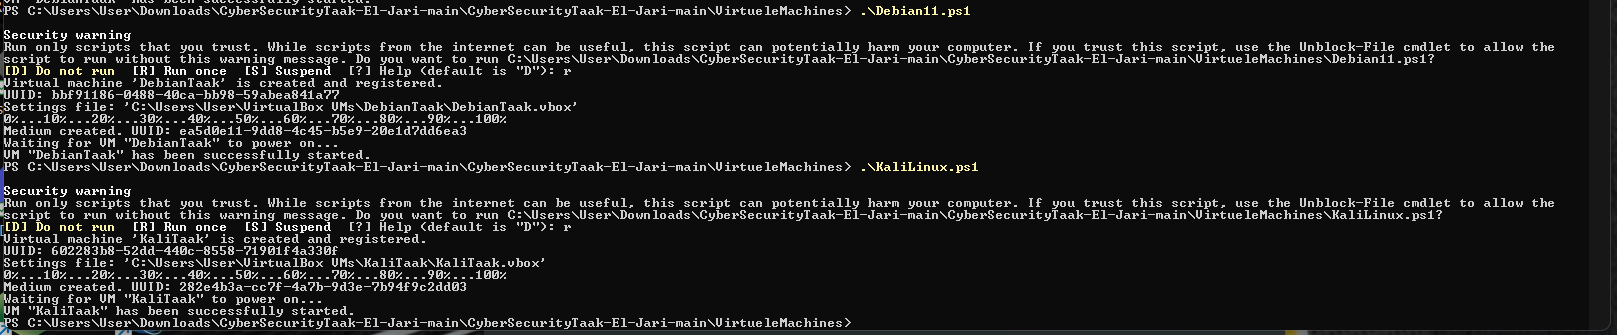 PS C:\Users\User\Downloads\CyberSecurityTaak-El-Jari-main\CyberSecurityTaak-El-Jari-main\VirtueleMachines> .\Debian11.ps1
Security warning
Run only scripts that you trust. While scripts from the internet can be useful, this script can potentially harm your computer. If you trust this script, use the Unblock-File cmdlet to allow the
script to run without this warning message. Do you want to run C:\Users\User\Downloads\CyberSecurityTaak-El-Jari-main\CyberSecurityTaak-El-Jari-main\VirtueleMachines\Debian11.ps1?
[D] Do not run  [R] Run once  [S] Suspend  [?] Help (default is "D"): r
Virtual machine 'DebianTaak' is created and registered.
UUID: bbf91186-0488-40ca-bb98-59abea841a77
Settings file: 'C:\Users\User\VirtualBox VMs\DebianTaak\DebianTaak.vbox'
0%...10%...20%...30%...40%...50%...60%...70%...80%...90%...100%
Medium created. UUID: ea5d0e11-9dd8-4c45-b5e9-20e1d7dd6ea3
Waiting for VM "DebianTaak" to power on...
VM "DebianTaak" has been successfully started.
PS C:\Users\User\Downloads\CyberSecurityTaak-El-Jari-main\CyberSecurityTaak-El-Jari-main\VirtueleMachines> .\KaliLinux.ps1
Security warning
Run only scripts that you trust. While scripts from the internet can be useful, this script can potentially harm your computer. If you trust this script, use the Unblock-File cmdlet to allow the
script to run without this warning message. Do you want to run C:\Users\User\Downloads\CyberSecurityTaak-El-Jari-main\CyberSecurityTaak-El-Jari-main\VirtueleMachines\KaliLinux.ps1?
[D] Do not run  [R] Run once  [S] Suspend  [?] Help (default is "D"): r
Virtual machine 'KaliTaak' is created and registered.
UUID: 602283b8-52dd-440c-8558-71901f4a330f
Settings file: 'C:\Users\User\VirtualBox VMs\KaliTaak\KaliTaak.vbox'
0%...10%...20%...30%...40%...50%...60%...70%...80%...90%...100%
Medium created. UUID: 282e4b3a-cc7f-4a7b-9d3e-7b94f9c2dd03
Waiting for VM "KaliTaak" to power on...
VM "KaliTaak" has been successfully started.
PS C:\Users\User\Downloads\CyberSecurityTaak-El-Jari-main\CyberSecurityTaak-El-Jari-main\VirtueleMachines>